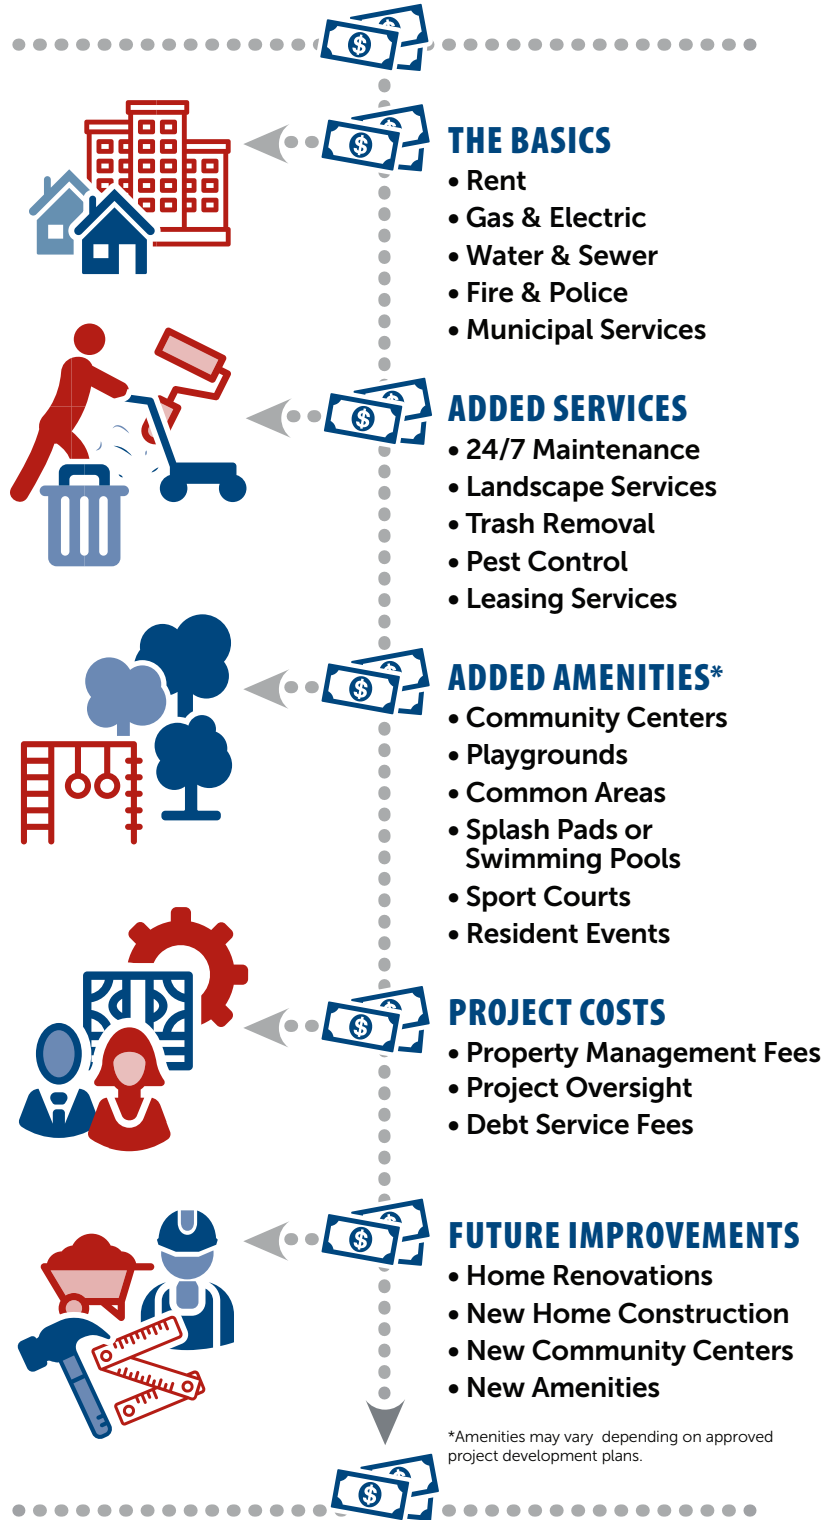 THE BASICS
• Rent
• Gas & Electric
• Water & Sewer
• Fire & Police
• Municipal Services
ADDED SERVICES
• 24/7 Maintenance
• Landscape Services
• Trash Removal
• Pest Control
• Leasing Services
ADDED AMENITIES*
• Community Centers
• Playgrounds
• Common Areas
• Splash Pads or
Swimming Pools
• Sport Courts
• Resident Events
PROJECT COSTS
• Property Management Fees
• Project Oversight
• Debt Service Fees
FUTURE IMPROVEMENTS
• Home Renovations
• New Home Construction
• New Community Centers
• New Amenities
*Amenities may vary depending on approved
project development plans.